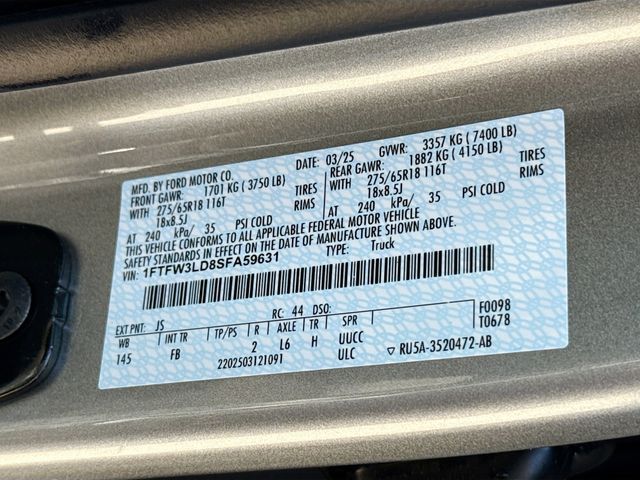 MFD. BY FORD MOTOR CO.
DATE: 03/25 GVWR: 3357 KG ( 7400 LB)
FRONT GAWR: 1701 KG ( 3750 LB)
REAR GAWR: 1882 KG ( 4150 LB)
WITH 275/65R18 116T TIRES
WITH 275/65R18 116T TIRES
18x8.5J RIMS
18x8.5J RIMS
AT 240 kPa/ 35 PSI COLD
AT 240 kPa/ 35 PSI COLD
THIS VEHICLE CONFORMS TO ALL APPLICABLE FEDERAL MOTOR VEHICLE
SAFETY STANDARDS IN EFFECT ON THE DATE OF MANUFACTURE SHOWN ABOVE.
VIN: 1FTFW3LD8SFA59631 TYPE: Truck
EXT PNT: JS RC: 44 DSO:
WB INT TR TP/PS R AXLE TR SPR F0098
145 FB 2 L6 H UUCC T0678
2202503121091 ULC ▽ RU5A-3520472-AB